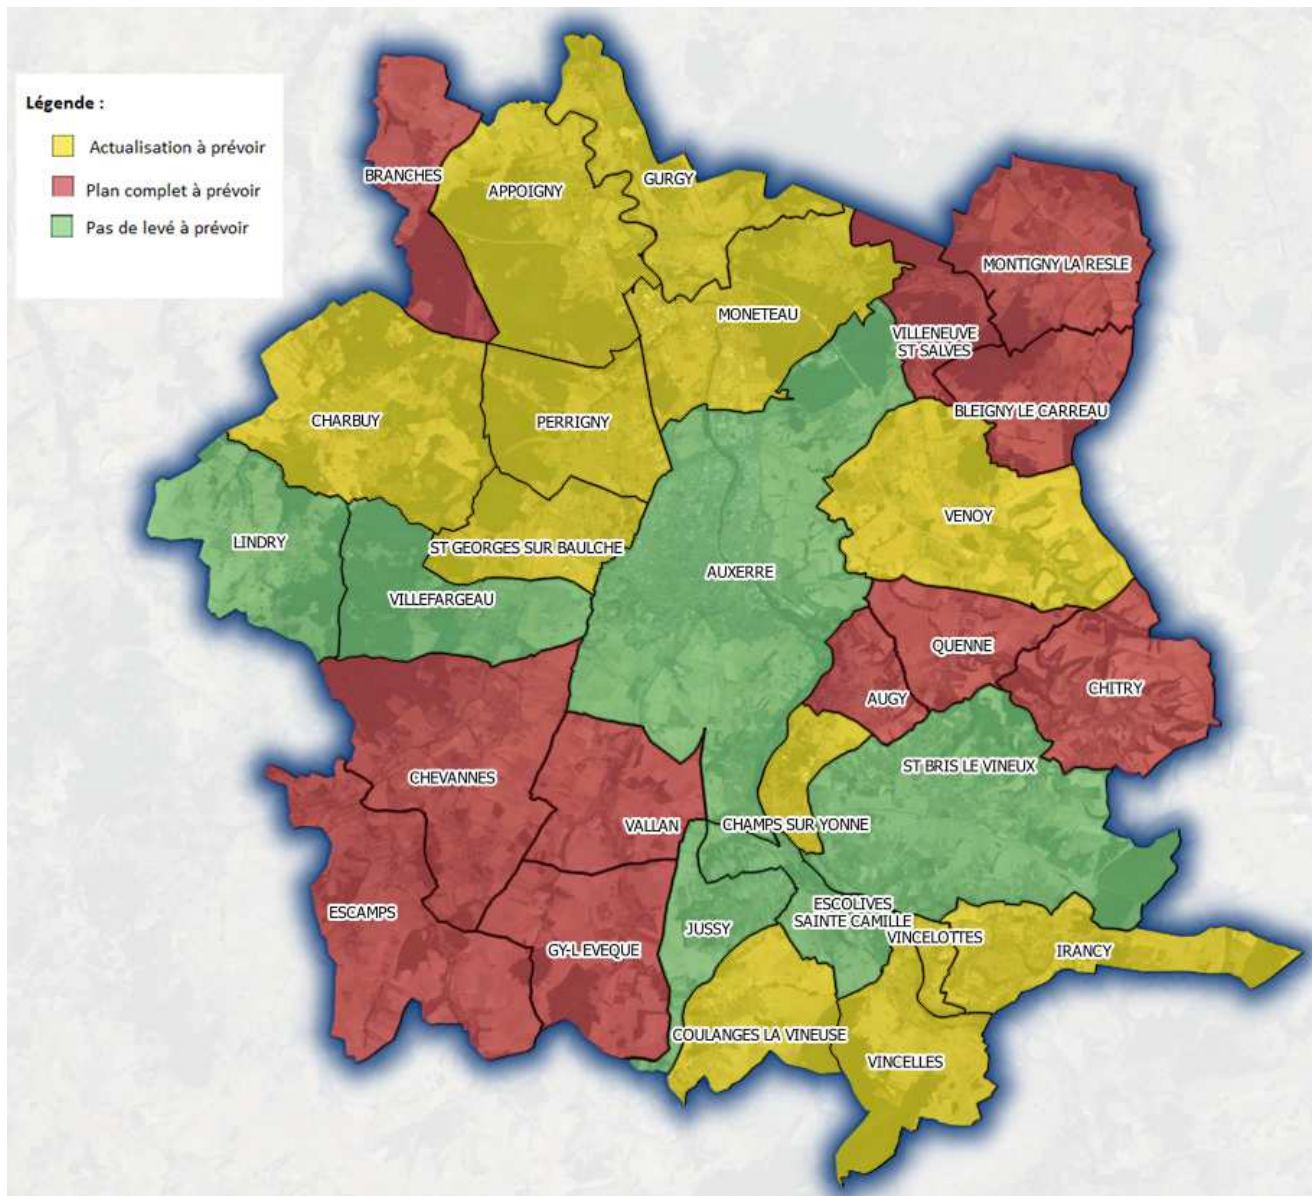 Légende :
Actualisation à prévoir
Plan complet à prévoir
Pas de levé à prévoir
BRANCHES
APPOIGNY
GURGY
MONTIGNY LA RESLE
MONETEAU
VILLENEUVE
ST SALVES
CHARBUY
PERRIGNY
BLEIGNY LE CARREAU
VENOY
LINDRY
ST GEORGES SUR BAULCHE
AUXERRE
VILLEFARGEAU
QUENNE
AUGY
CHITRY
CHEVANNES
ST BRIS LE VINEUX
VALLAN
CHAMPS SUR YONNE
ESCAMPS
ESCOLIVES
SAINTE CAMILLE
JUSSY
VINCELOTTES
GY-L EVEQUE
IRANCY
COULANGES LA VINEUSE
VINCELLES